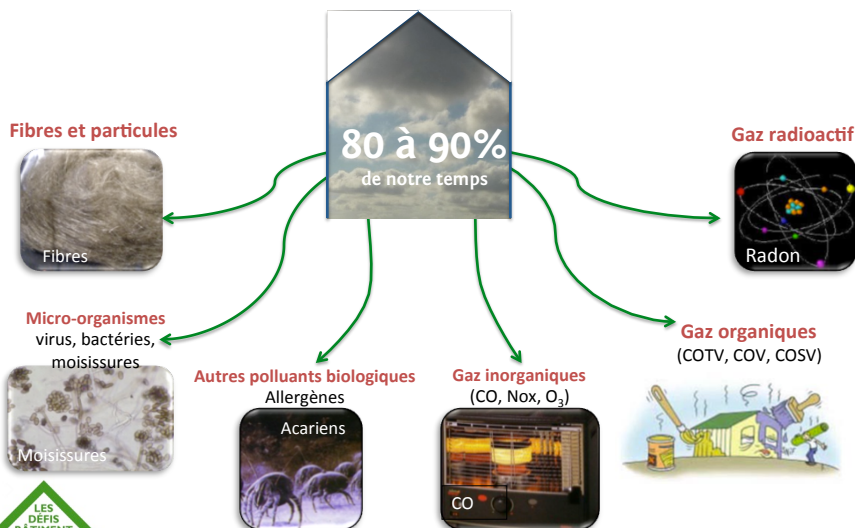 80 à 90%
de notre temps
Fibres et particules
Fibres
Gaz radioactif
Radon
Micro-organismes
virus, bactéries,
moisissures
Moisissures
Autres polluants biologiques
Allergènes
Acariens
Gaz inorganiques
(CO, Nox, O₃)
CO
Gaz organiques
(COTV, COV, COSV)
LES
DÉFIS
BÂTIMENT